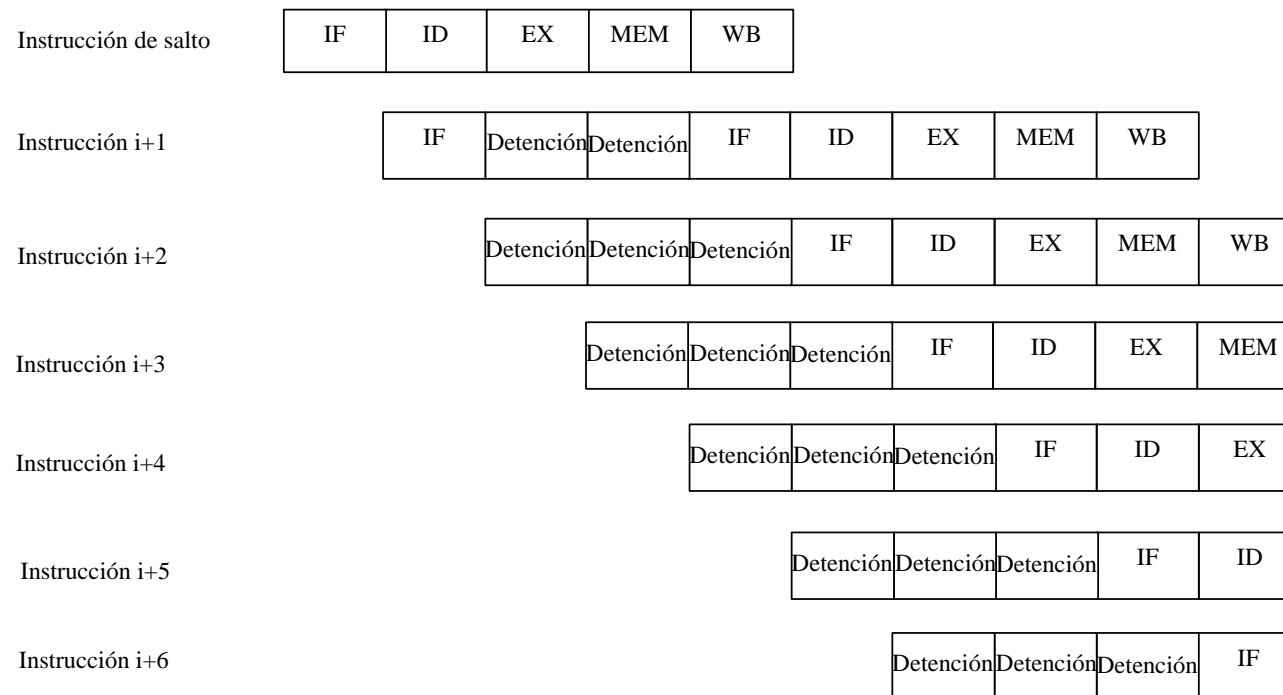 Instrucción de salto IF ID EX MEM WB
Instrucción i+1 IF Detención Detención IF ID EX MEM WB
Instrucción i+2 Detención Detención Detención IF ID EX MEM WB
Instrucción i+3 Detención Detención Detención IF ID EX MEM
Instrucción i+4 Detención Detención Detención IF ID EX
Instrucción i+5 Detención Detención Detención IF ID
Instrucción i+6 Detención Detención Detención IF